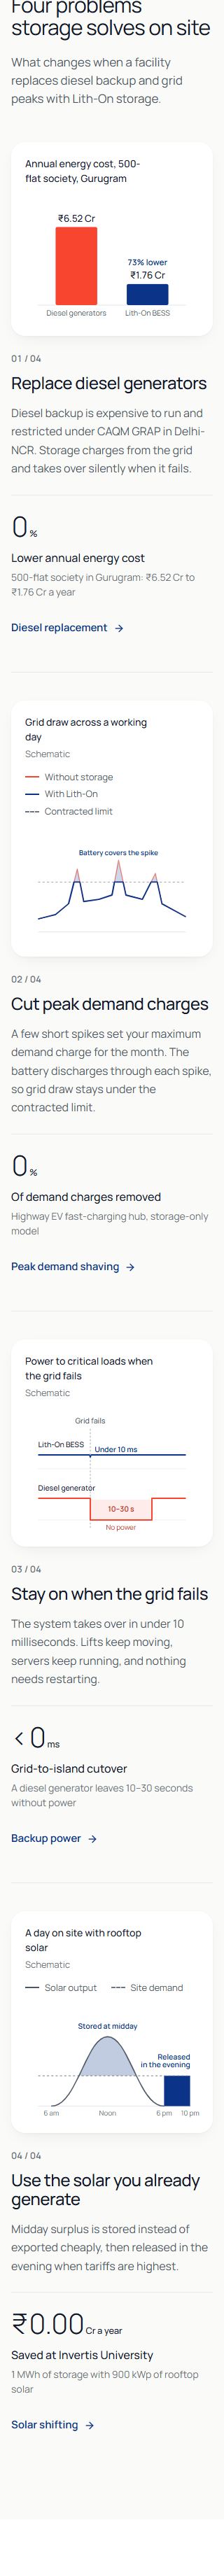 Four problems
storage solves on site
What changes when a facility
replaces diesel backup and grid
peaks with Lith-On storage.
Annual energy cost, 500-
flat society, Gurugram
₹6.52 Cr
73% lower
₹1.76 Cr
Diesel generators
Lith-On BESS
01 / 04
Replace diesel generators
Diesel backup is expensive to run and
restricted under CAQM GRAP in Delhi-
NCR. Storage charges from the grid
and takes over silently when it fails.
0%
Lower annual energy cost
500-flat society in Gurugram: ₹6.52 Cr to
₹1.76 Cr a year
Diesel replacement →
Grid draw across a working
day
Schematic
Without storage
With Lith-On
Contracted limit
Battery covers the spike
02 / 04
Cut peak demand charges
A few short spikes set your maximum
demand charge for the month. The
battery discharges through each spike,
so grid draw stays under the
contracted limit.
0%
Of demand charges removed
Highway EV fast-charging hub, storage-only
model
Peak demand shaving →
Power to critical loads when
the grid fails
Schematic
Grid fails
Lith-On BESS
Under 10 ms
Diesel generator
10–30 s
No power
03 / 04
Stay on when the grid fails
The system takes over in under 10
milliseconds. Lifts keep moving,
servers keep running, and nothing
needs restarting.
< 0 ms
Grid-to-island cutover
A diesel generator leaves 10–30 seconds
without power
Backup power →
A day on site with rooftop
solar
Schematic
Solar output
Site demand
Stored at midday
Released
in the evening
6 am
Noon
6 pm
10 pm
04 / 04
Use the solar you already
generate
Midday surplus is stored instead of
exported cheaply, then released in the
evening when tariffs are highest.
₹0.00 Cr a year
Saved at Invertis University
1 MWh of storage with 900 kWp of rooftop
solar
Solar shifting →